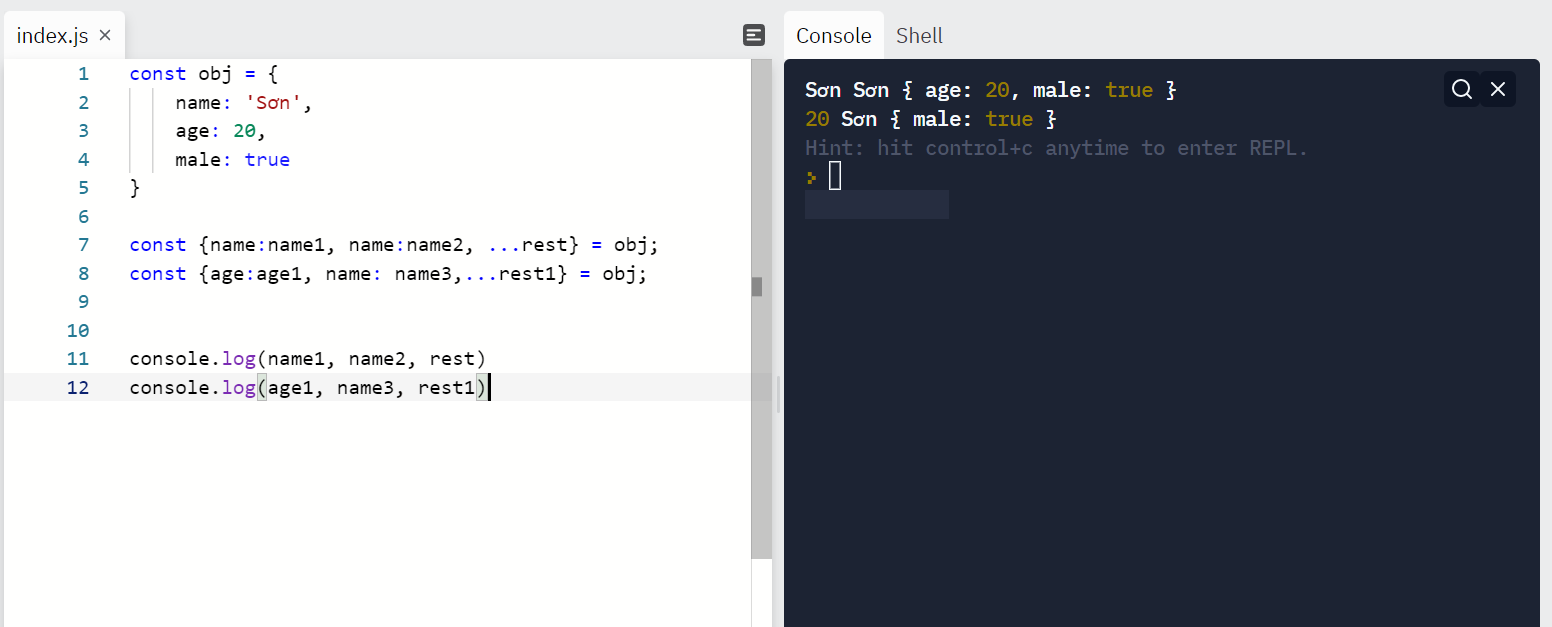 index.js ×
1 const obj = {
2 name: 'Sơn',
3 age: 20,
4 male: true
5 }
6
7 const {name:name1, name:name2, ...rest} = obj;
8 const {age:age1, name: name3,...rest1} = obj;
9
10
11 console.log(name1, name2, rest)
12 console.log(age1, name3, rest1)
Console Shell
Sơn Sơn { age: 20, male: true }
20 Sơn { male: true }
Hint: hit control+c anytime to enter REPL.
>